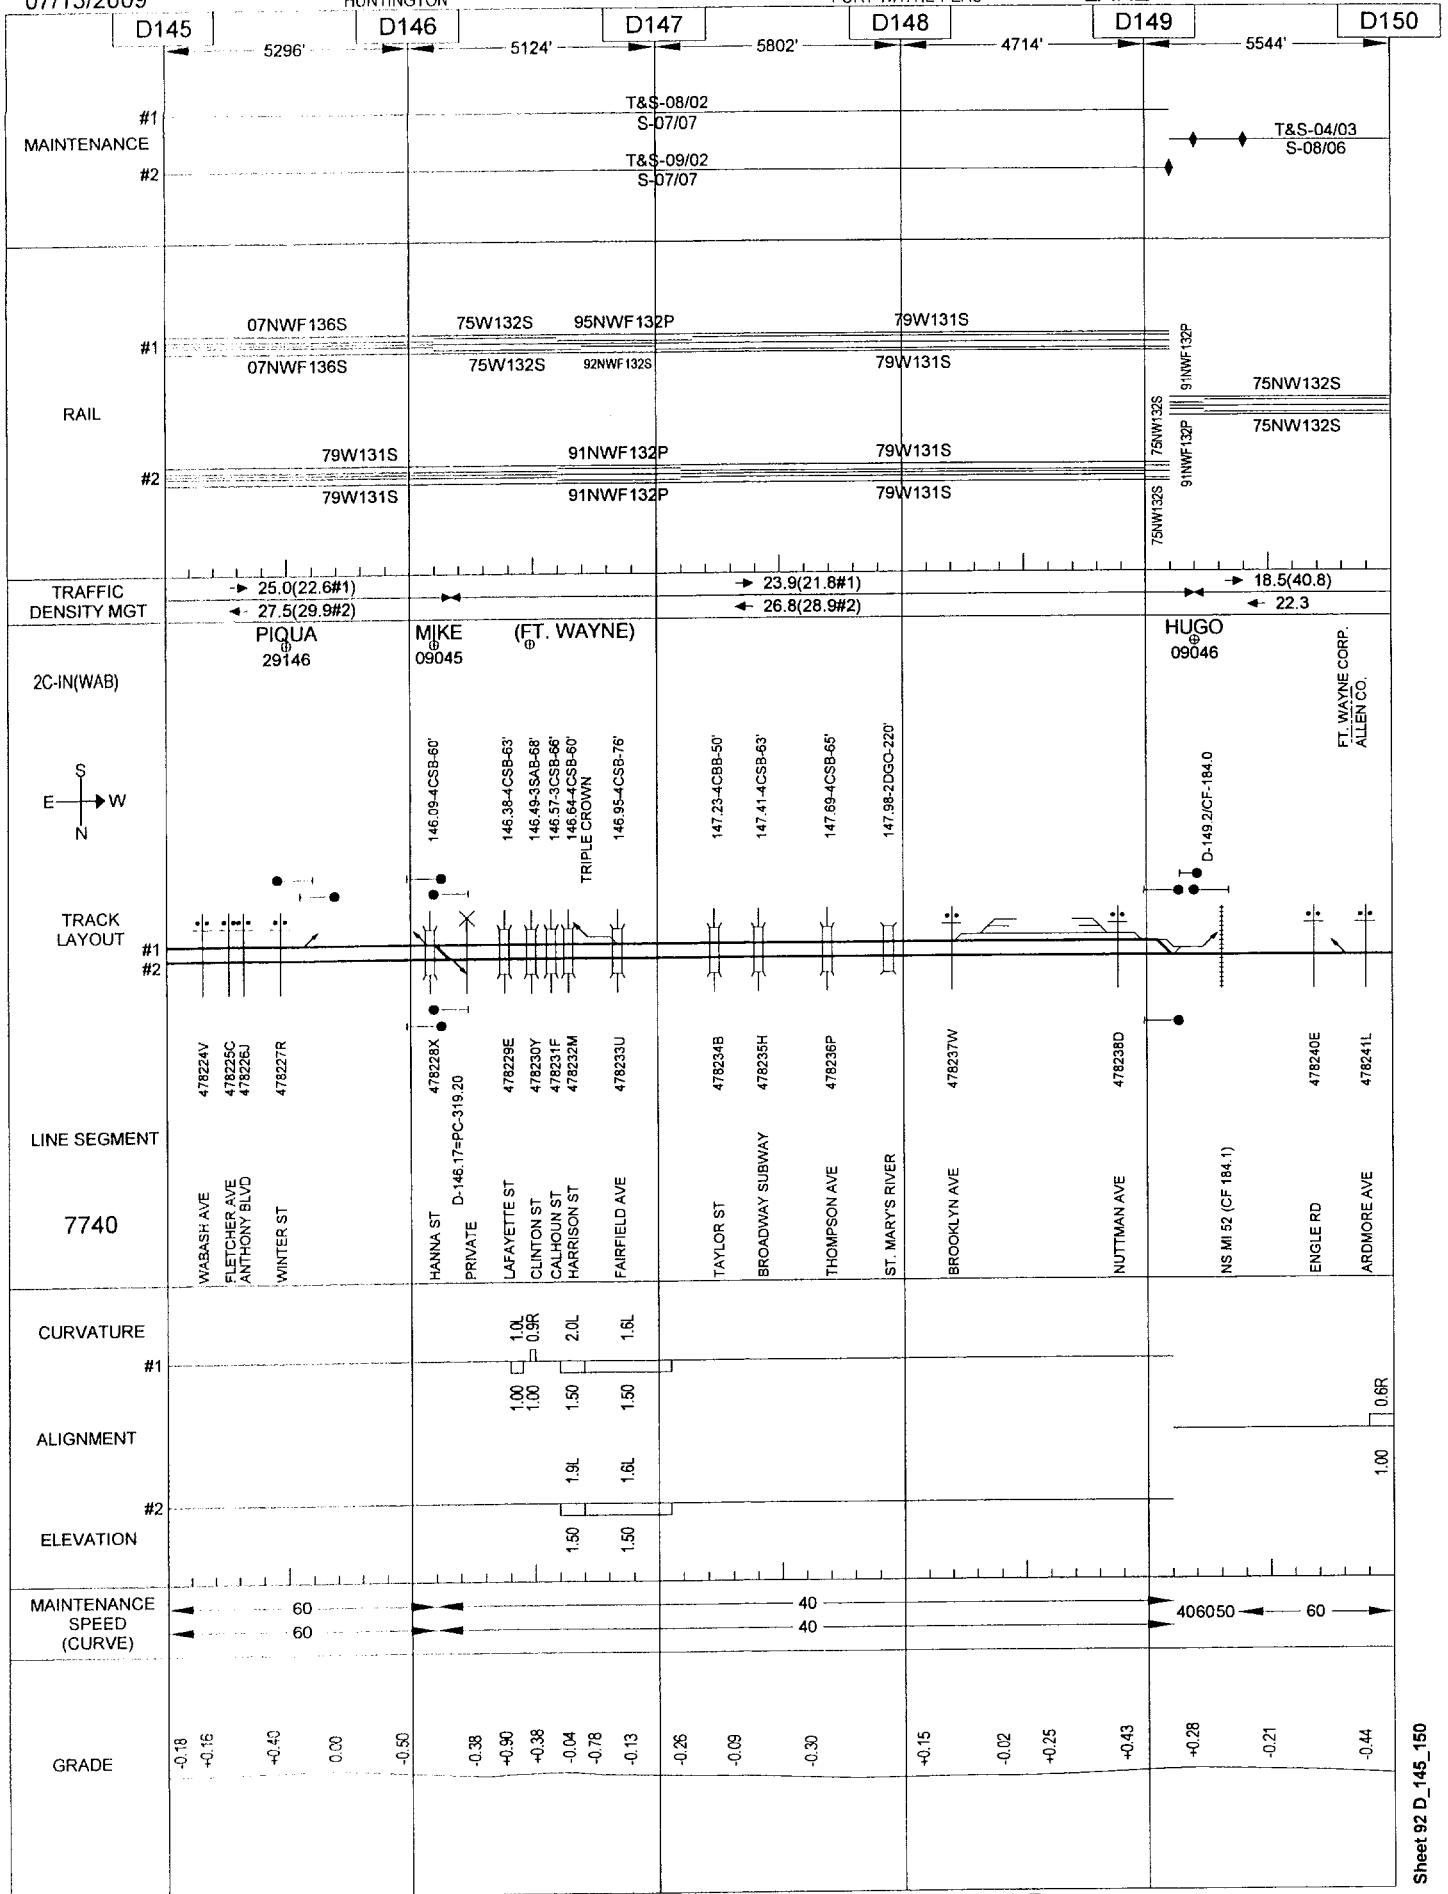 07/15/2009
HUNTINGTON
D145 D146 D147 D148 D149 D150
5296' 5124' 5802' 4714' 5544'
MAINTENANCE
#1
T&S-08/02
S-07/07
T&S-04/03
S-08/06
#2
T&S-09/02
S-07/07
RAIL
#1
07NWF136S 75W132S 95NWF132P 79W131S
07NWF136S 75W132S 92NWF132S 79W131S
91NWF132P
75NW132S
75NW132S
75NW132S
91NWF132P
#2
79W131S 91NWF132P 79W131S
79W131S 91NWF132P 79W131S
75NW132S
TRAFFIC
DENSITY MGT
25.0(22.6#1) 23.9(21.8#1) 18.5(40.8)
27.5(29.9#2) 26.8(28.9#2) 22.3
2C-IN(WAB)
PIQUA
29146
MIKE
09045
(FT. WAYNE)
HUGO
09046
FT. WAYNE CORP.
ALLEN CO.
S
E W
N
146.09-4CSB-60'
146.38-4CSB-63'
146.49-3SAB-68'
146.57-3CSB-66'
146.64-4CSB-60'
TRIPLE CROWN
146.95-4CSB-76'
147.23-4CBB-50'
147.41-4CSB-63'
147.69-4CSB-65'
147.98-2DGO-220'
D-149.2/CF-184.0
TRACK
LAYOUT
#1
#2
478224V
478225C
478226J
478227R
478228X
478229E
478230Y
478231F
478232M
478233U
478234B
478235H
478236P
478237W
478238D
478240E
478241L
LINE SEGMENT
7740
WABASH AVE
FLETCHER AVE
ANTHONY BLVD
WINTER ST
HANNA ST
PRIVATE
D-146.17=PC-319.20
LAFAYETTE ST
CLINTON ST
CALHOUN ST
HARRISON ST
FAIRFIELD AVE
TAYLOR ST
BROADWAY SUBWAY
THOMPSON AVE
ST. MARY'S RIVER
BROOKLYN AVE
NUTTMAN AVE
NS MI 52 (CF 184.1)
ENGLE RD
ARDMORE AVE
CURVATURE
#1
1.0L 0.9R 2.0L 1.6L
1.00 1.00 1.50 1.50
ALIGNMENT
0.6R
1.00
#2
1.9L 1.6L
1.50 1.50
ELEVATION
MAINTENANCE
SPEED
(CURVE)
60 40 406050 60
60 40
GRADE
-0.18 +0.16 +0.40 0.00 -0.50 -0.38 +0.90 +0.38 -0.04 -0.78 -0.13 -0.26 -0.09 -0.30 +0.15 -0.02 +0.25 +0.43 +0.28 -0.21 -0.44
Sheet 92 D_145_150